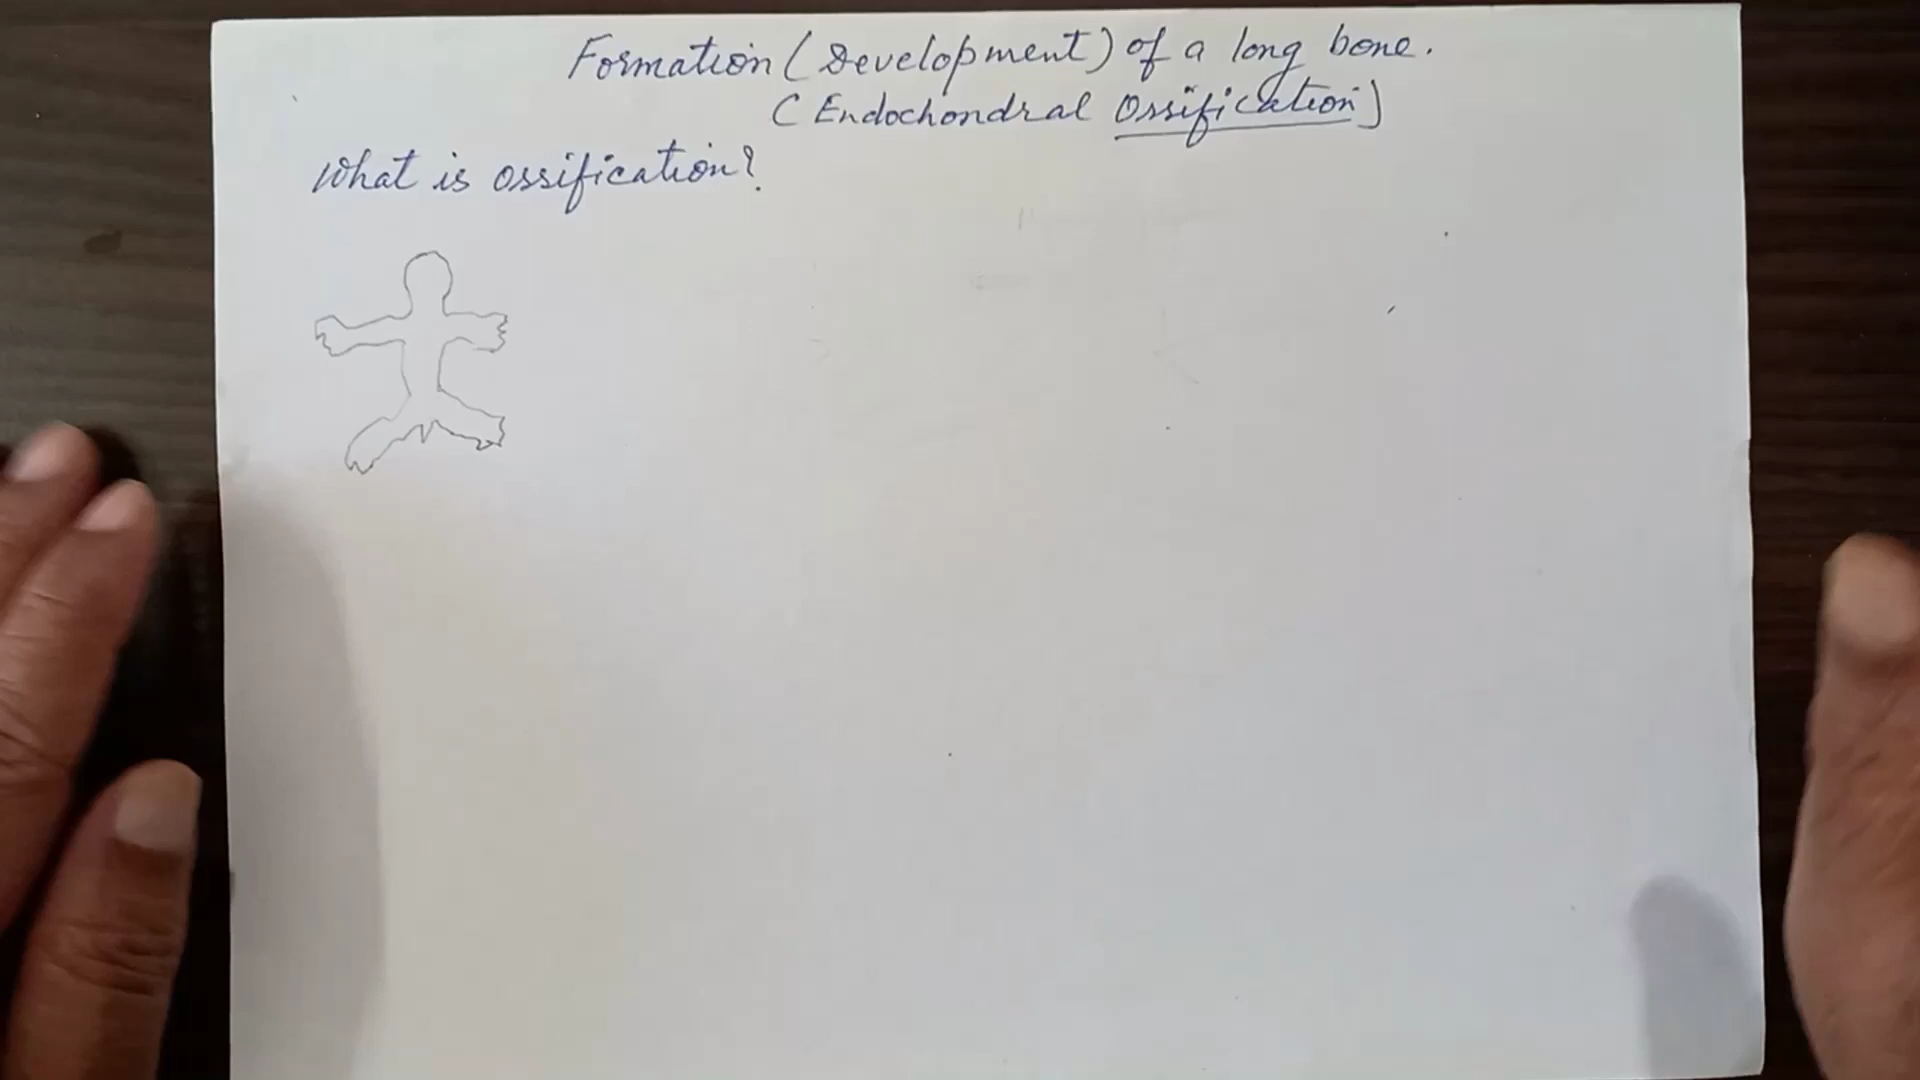 Formation (Development) of a long bone.
(Endochondral Ossification)
What is ossification?